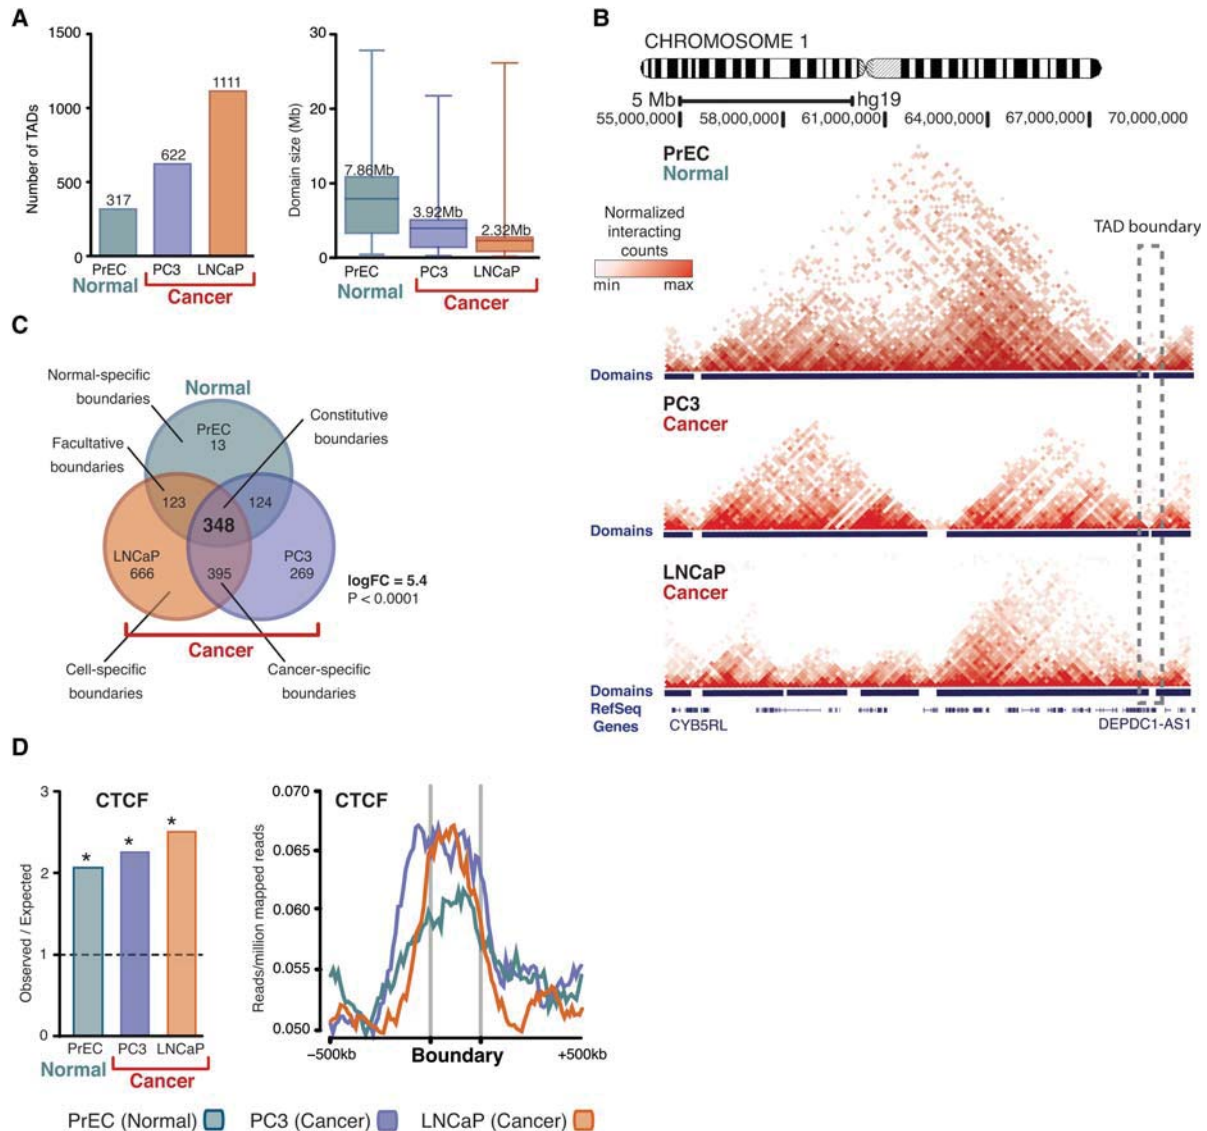 A
1500
1000
500
0
Number of TADs
317
622
1111
PrEC
PC3
LNCaP
Normal
Cancer
30
20
10
0
Domain size (Mb)
7.86Mb
3.92Mb
2.32Mb
PrEC
PC3
LNCaP
Normal
Cancer
B
CHROMOSOME 1
5 Mb
hg19
55,000,000 58,000,000 61,000,000 64,000,000 67,000,000 70,000,000
PrEC
Normal
Normalized
interacting
counts
min
max
TAD boundary
Domains
PC3
Cancer
Domains
LNCaP
Cancer
Domains
RefSeq
Genes
CYB5RL
DEPDC1-AS1
C
Normal-specific
boundaries
Normal
Constitutive
boundaries
Facultative
boundaries
PrEC
13
123
124
348
LNCaP
666
395
PC3
269
logFC = 5.4
P < 0.0001
Cancer
Cell-specific
boundaries
Cancer-specific
boundaries
D
3
2
1
0
Observed / Expected
CTCF
*
*
*
PrEC
PC3
LNCaP
Normal
Cancer
0.070
0.065
0.060
0.055
0.050
Reads/million mapped reads
CTCF
−500kb
Boundary
+500kb
PrEC (Normal)
PC3 (Cancer)
LNCaP (Cancer)